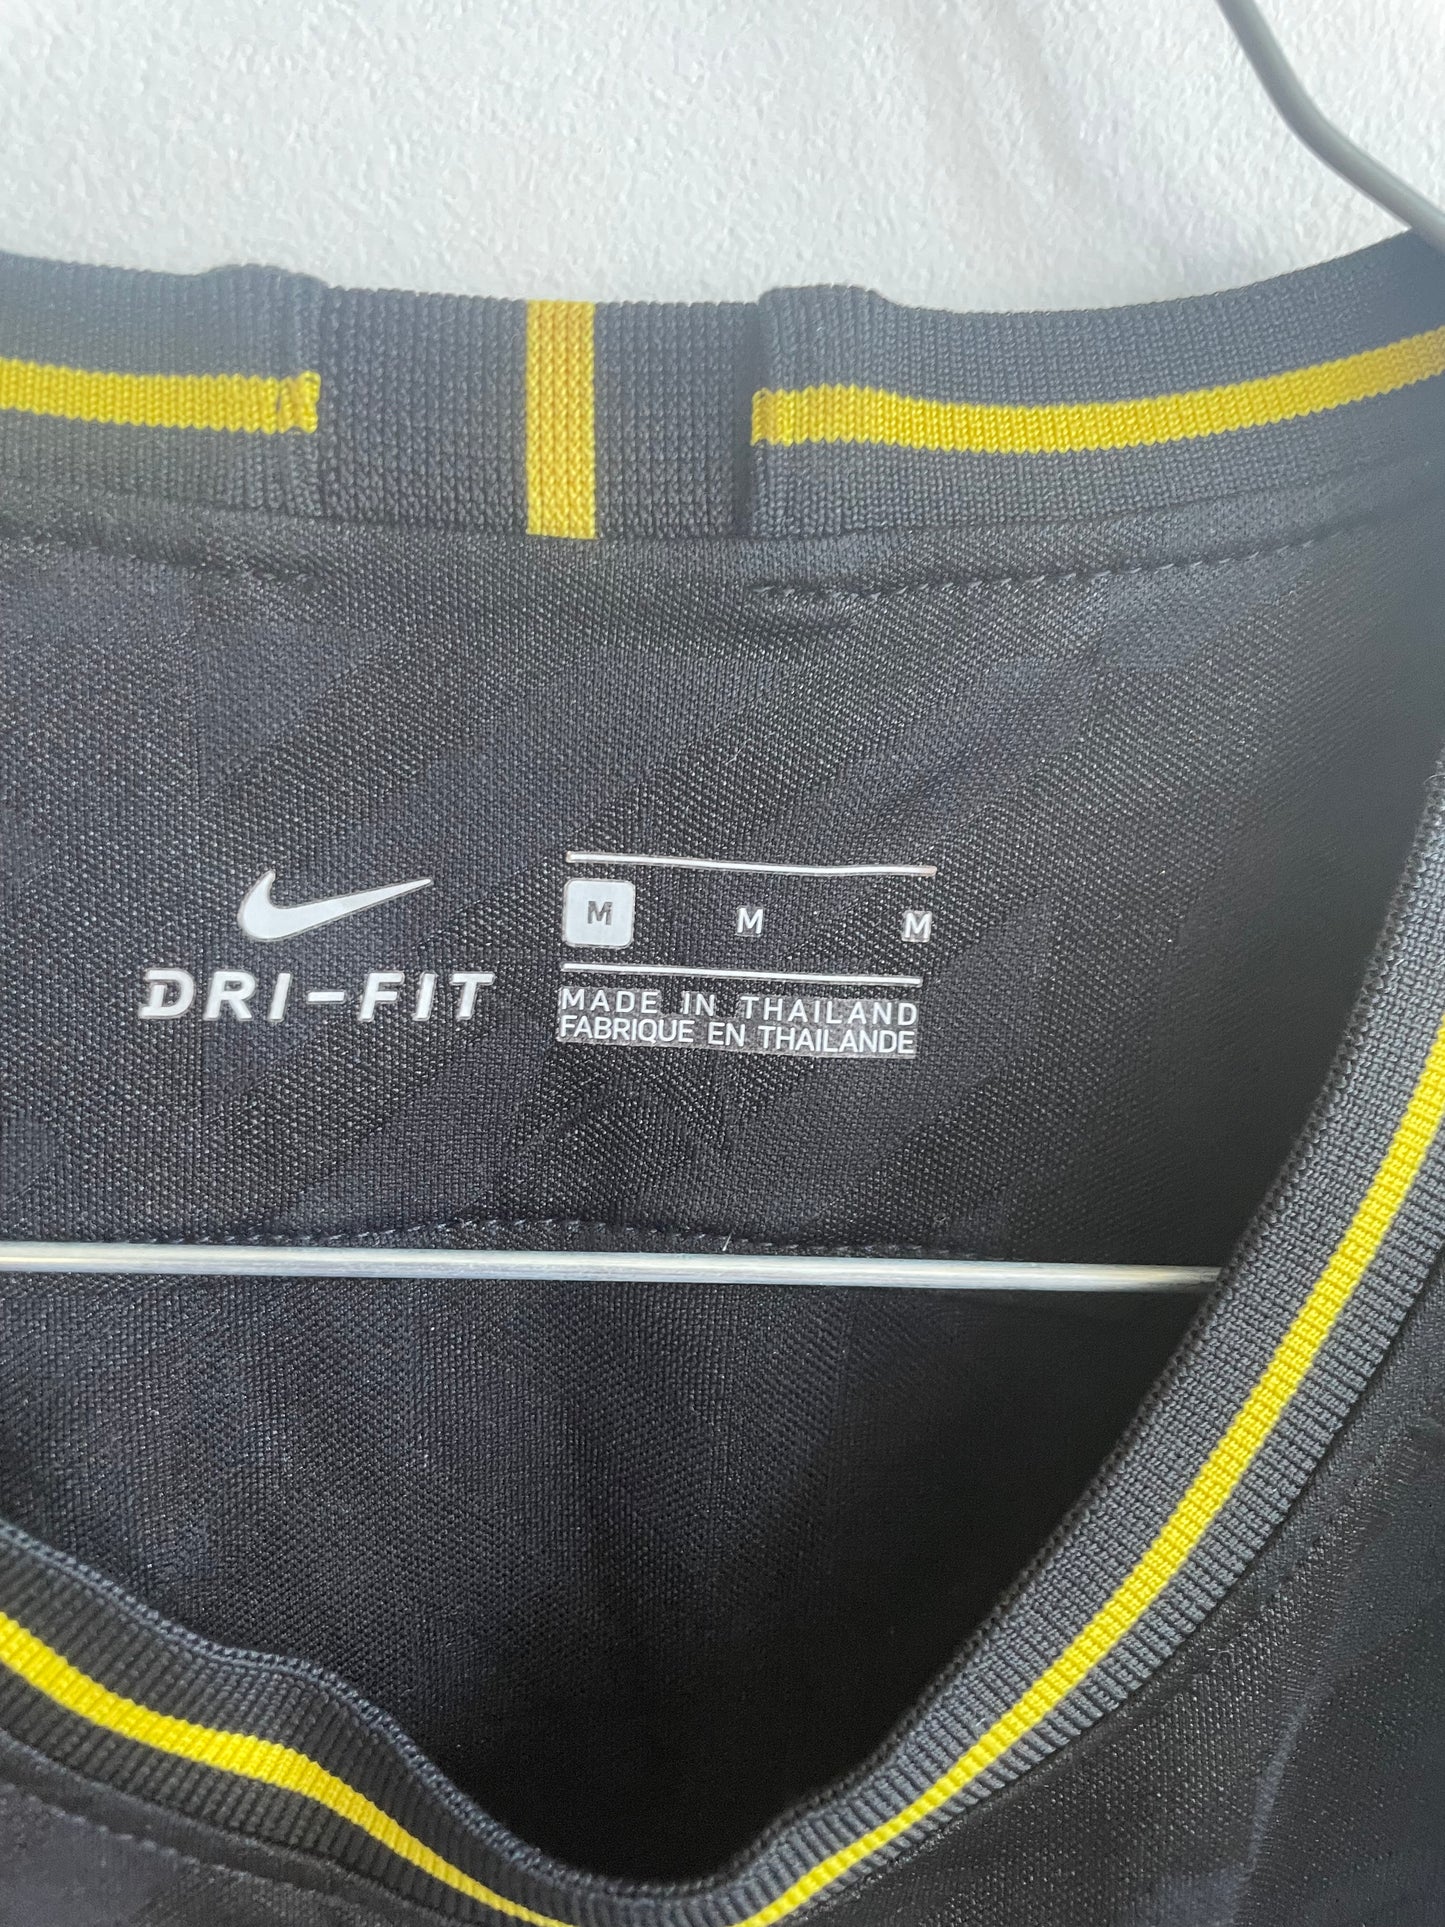 DRI-FIT
M M M
MADE IN THAILAND
FABRIQUE EN THAILANDE